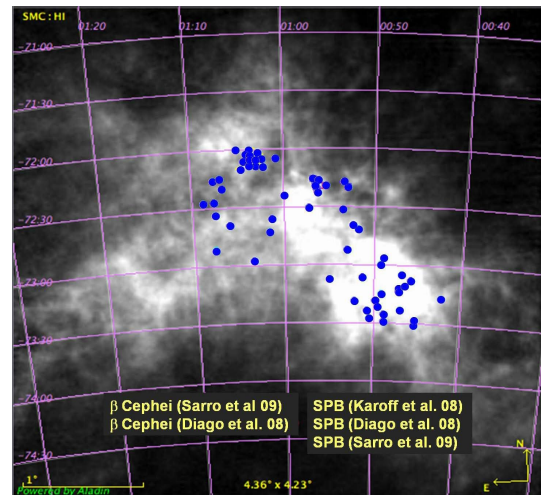 SMC: HI
01:20 01:10 01:00 00:50 00:40
-71:00
-71:30
-72:00
-72:30
-73:00
-73:30
-74:00
-74:30
β Cephei (Sarro et al 09) SPB (Karoff et al. 08)
β Cephei (Diago et al. 08) SPB (Diago et al. 08)
SPB (Sarro et al. 09)
N
1°
4.36° x 4.23°
E
Powered by Aladin